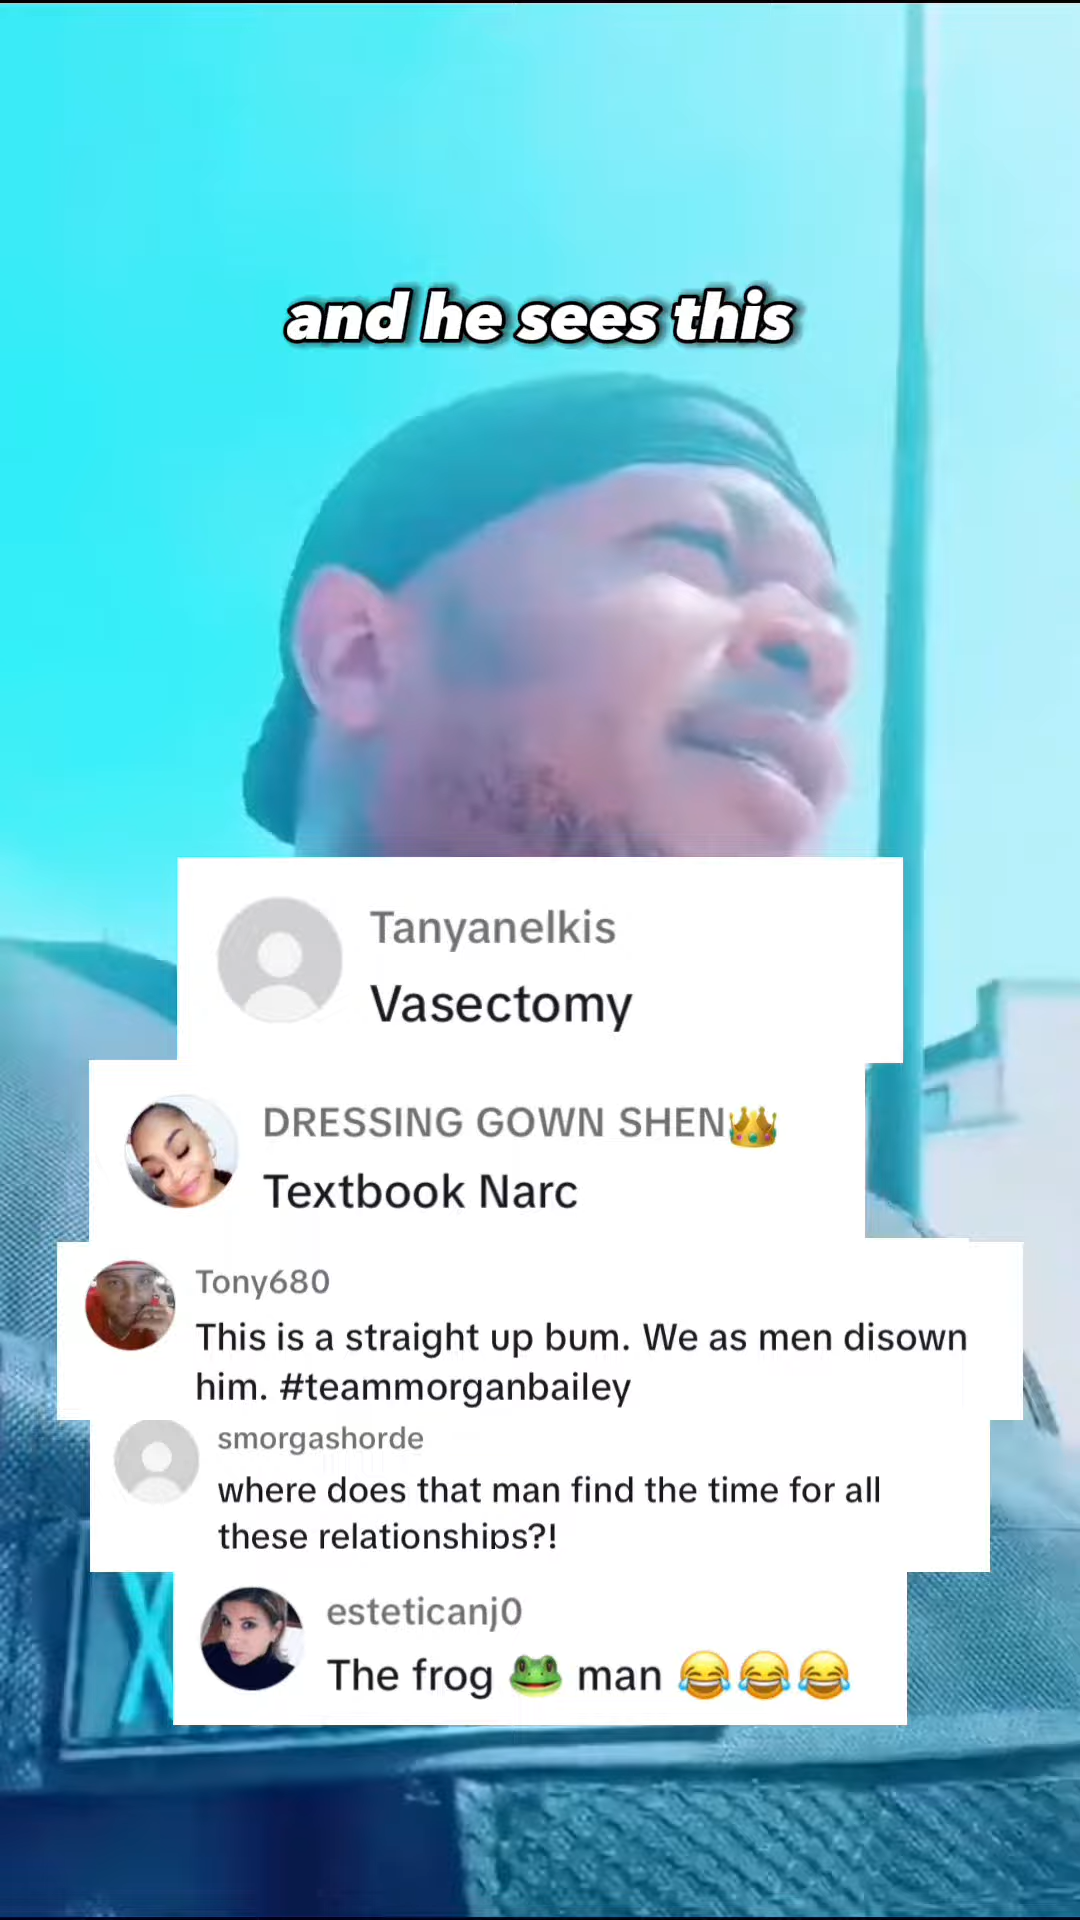 and he sees this
Tanyanelkis
Vasectomy
DRESSING GOWN SHEN👑
Textbook Narc
Tony680
This is a straight up bum. We as men disown
him. #teammorganbailey
smorgashorde
where does that man find the time for all
these relationships?!
esteticanj0
The frog 🐸 man 😂😂😂
X